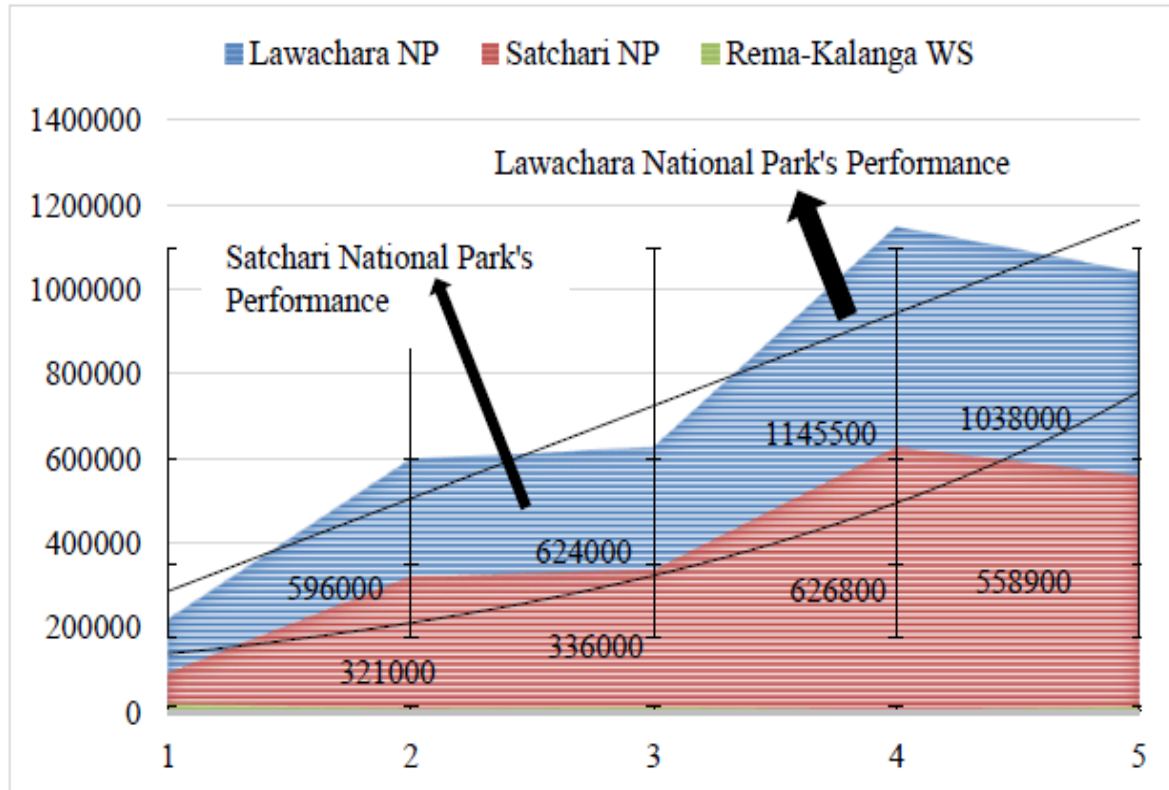 Lawachara NP Satchari NP Rema-Kalanga WS
1400000
Lawachara National Park's Performance
1200000
Satchari National Park's
Performance
1000000
800000
1145500 1038000
600000
624000
400000
596000 626800 558900
336000
200000
321000
0
1 2 3 4 5